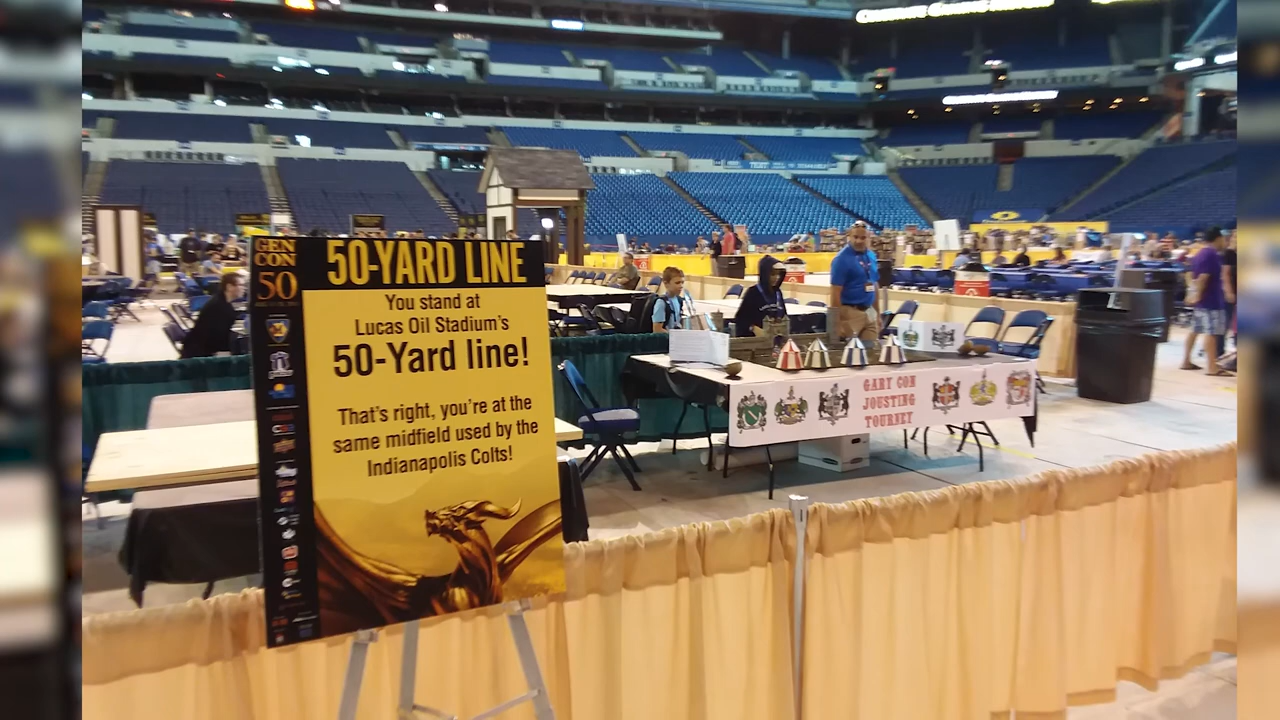 GEN
CON
50
50-YARD LINE
You stand at
Lucas Oil Stadium's
50-Yard line!
That's right, you're at the
same midfield used by the
Indianapolis Colts!
GARY CON
JOUSTING
TOURNEY